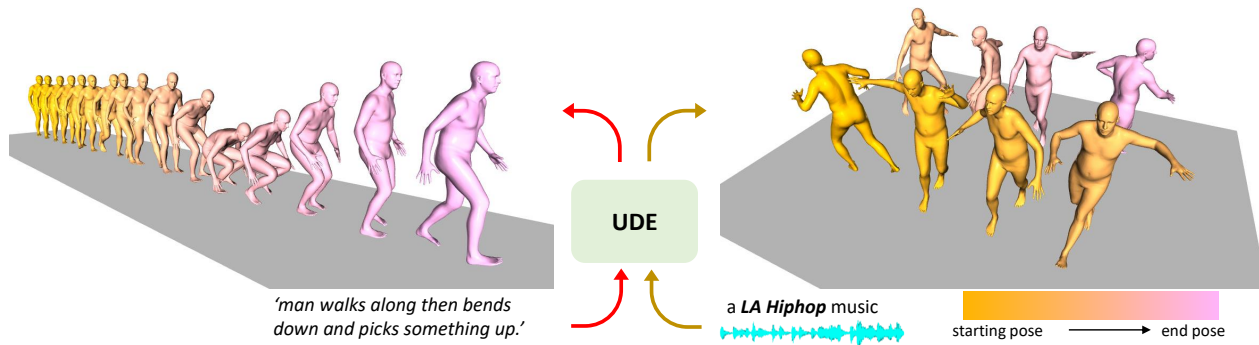 UDE
‘man walks along then bends
down and picks something up.’
a LA Hiphop music
starting pose
end pose